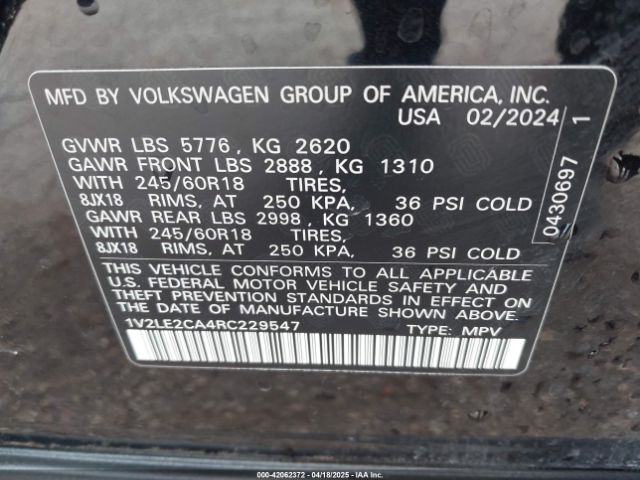 MFD BY VOLKSWAGEN GROUP OF AMERICA, INC.
USA 02/2024
GVWR LBS 5776, KG 2620
GAWR FRONT LBS 2888, KG 1310
WITH 245/60R18 TIRES,
8JX18 RIMS, AT 250 KPA, 36 PSI COLD
GAWR REAR LBS 2998, KG 1360
WITH 245/60R18 TIRES,
8JX18 RIMS, AT 250 KPA, 36 PSI COLD
THIS VEHICLE CONFORMS TO ALL APPLICABLE
U.S. FEDERAL MOTOR VEHICLE SAFETY AND
THEFT PREVENTION STANDARDS IN EFFECT ON
THE DATE OF MANUFACTURE SHOWN ABOVE.
1V2LE2CA4RC229547 TYPE: MPV
0430697 1
000-42062372 - 04/18/2025 - IAAI, Inc.